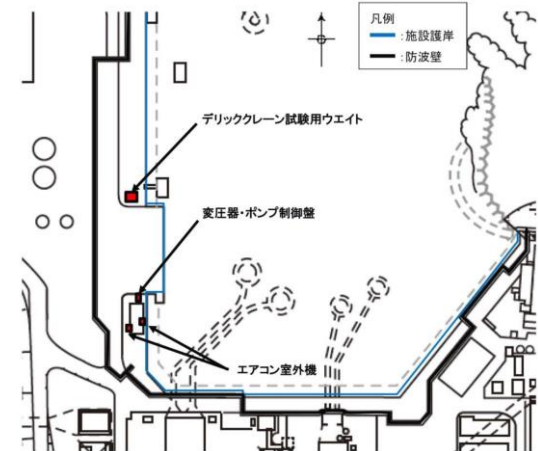 凡例
:施設護岸
:防波壁
デリッククレーン試験用ウエイト
変圧器・ポンプ制御盤
エアコン室外機